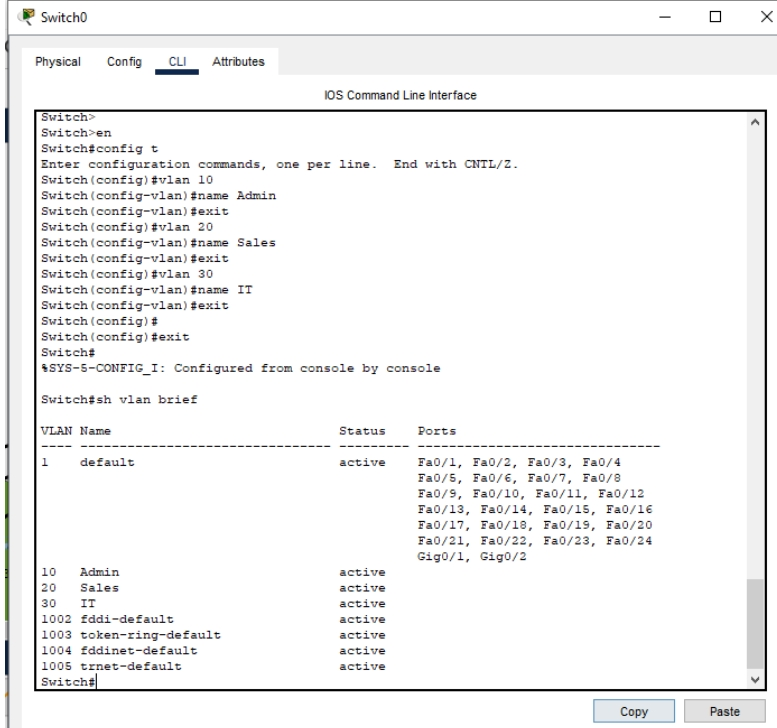 Switch0
Physical Config CLI Attributes
IOS Command Line Interface
Switch>
Switch>en
Switch#config t
Enter configuration commands, one per line.  End with CNTL/Z.
Switch(config)#vlan 10
Switch(config-vlan)#name Admin
Switch(config-vlan)#exit
Switch(config)#vlan 20
Switch(config-vlan)#name Sales
Switch(config-vlan)#exit
Switch(config)#vlan 30
Switch(config-vlan)#name IT
Switch(config-vlan)#exit
Switch(config)#
Switch(config)#exit
Switch#
%SYS-5-CONFIG_I: Configured from console by console
Switch#sh vlan brief
VLAN Name                             Status    Ports
---- -------------------------------- --------- -------------------------------
1    default                          active    Fa0/1, Fa0/2, Fa0/3, Fa0/4
                                                Fa0/5, Fa0/6, Fa0/7, Fa0/8
                                                Fa0/9, Fa0/10, Fa0/11, Fa0/12
                                                Fa0/13, Fa0/14, Fa0/15, Fa0/16
                                                Fa0/17, Fa0/18, Fa0/19, Fa0/20
                                                Fa0/21, Fa0/22, Fa0/23, Fa0/24
                                                Gig0/1, Gig0/2
10   Admin                            active
20   Sales                            active
30   IT                               active
1002 fddi-default                     active
1003 token-ring-default               active
1004 fddinet-default                  active
1005 trnet-default                    active
Switch#
Copy Paste